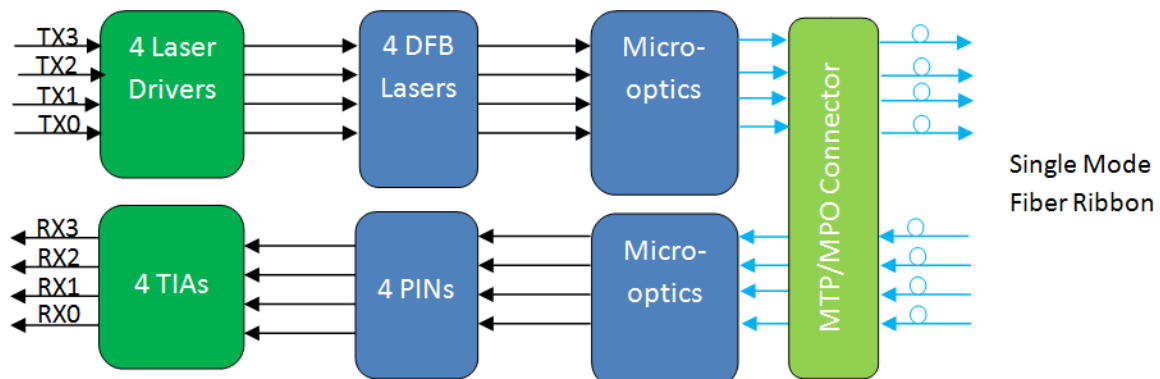 TX3
TX2
TX1
TX0
4 Laser
Drivers
4 DFB
Lasers
Micro-
optics
MTP/MPO Connector
Single Mode
Fiber Ribbon
RX3
RX2
RX1
RX0
4 TIAs
4 PINs
Micro-
optics